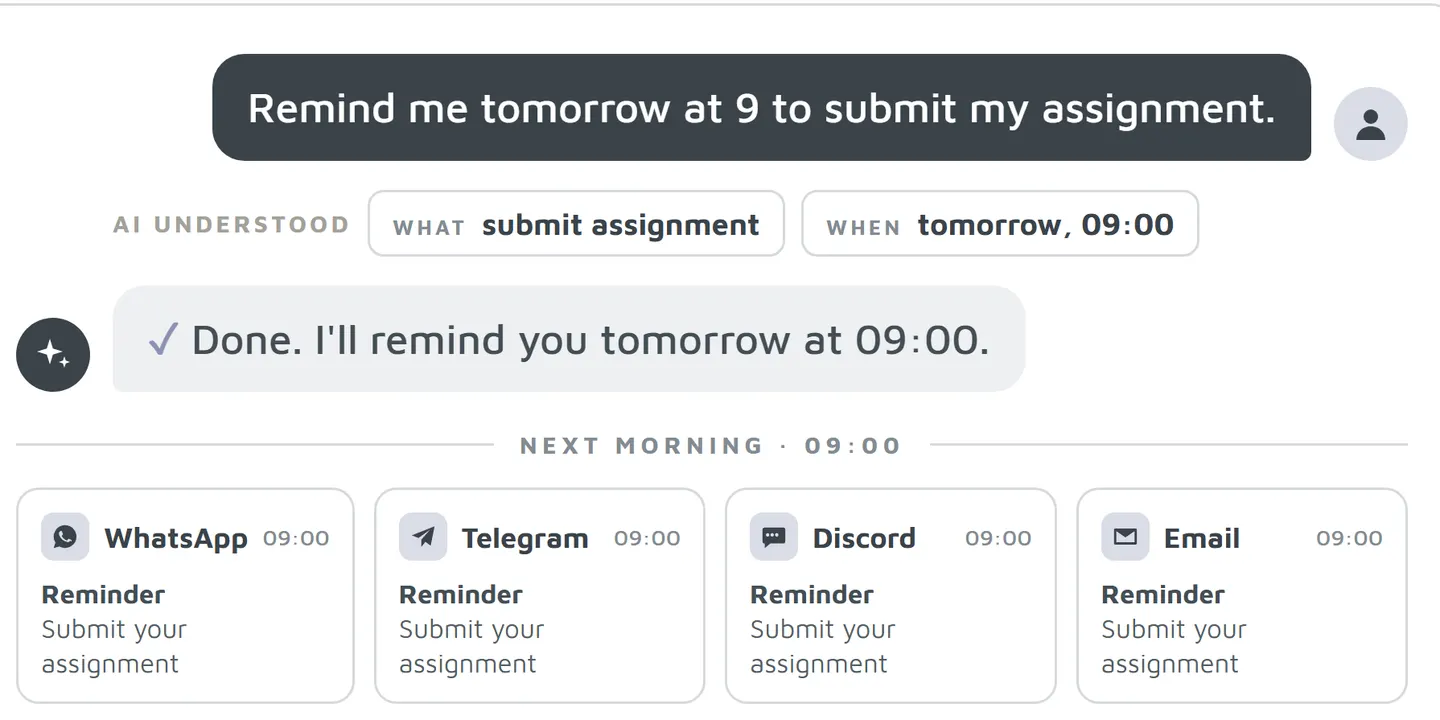 Remind me tomorrow at 9 to submit my assignment.
AI UNDERSTOOD WHAT submit assignment WHEN tomorrow, 09:00
✓ Done. I'll remind you tomorrow at 09:00.
NEXT MORNING · 09:00
WhatsApp 09:00
Reminder
Submit your
assignment
Telegram 09:00
Reminder
Submit your
assignment
Discord 09:00
Reminder
Submit your
assignment
Email 09:00
Reminder
Submit your
assignment